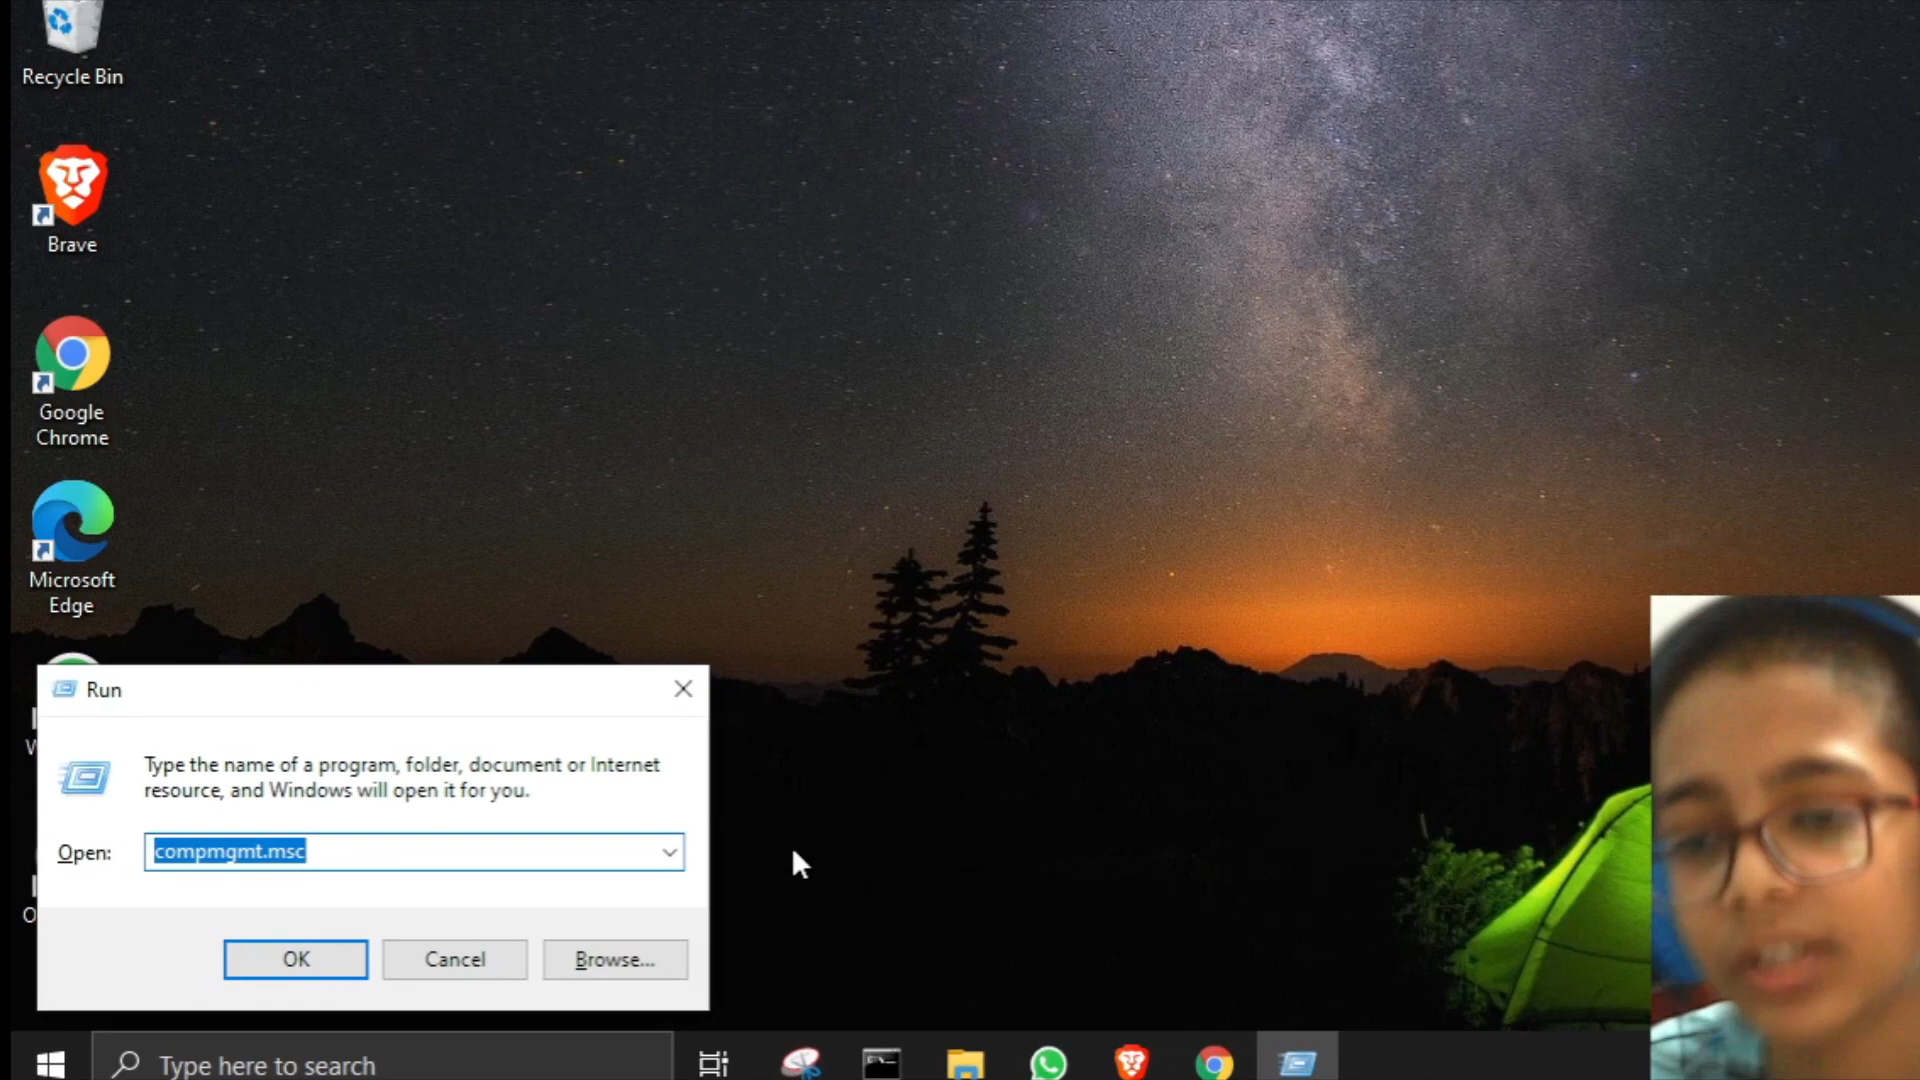 Recycle Bin
Brave
Google
Chrome
Microsoft
Edge
Run
Type the name of a program, folder, document or Internet
resource, and Windows will open it for you.
Open:
compmgmt.msc
OK
Cancel
Browse...
Type here to search